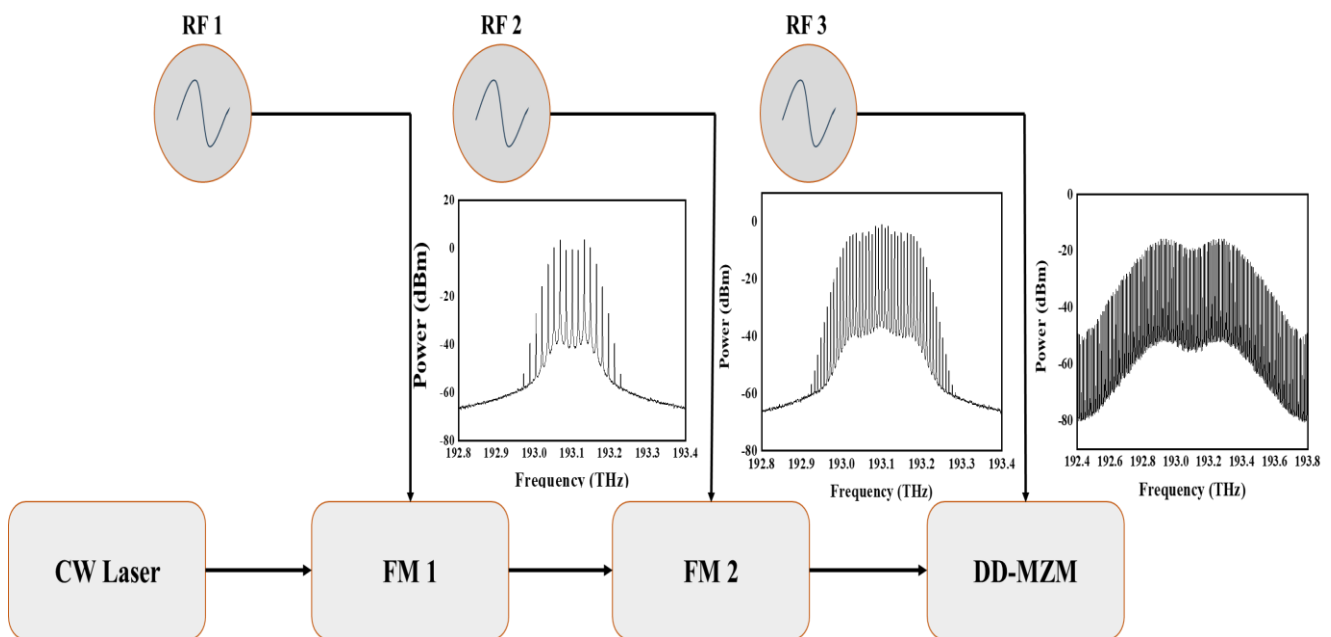 RF 1
RF 2
RF 3
20
0
-20
-40
-60
-80
Power (dBm)
192.8 192.9 193.0 193.1 193.2 193.3 193.4
Frequency (THz)
0
-20
-40
-60
-80
Power (dBm)
192.8 192.9 193.0 193.1 193.2 193.3 193.4
Frequency (THz)
0
-20
-40
-60
-80
Power (dBm)
192.4 192.6 192.8 193.0 193.2 193.4 193.6 193.8
Frequency (THz)
CW Laser
FM 1
FM 2
DD-MZM